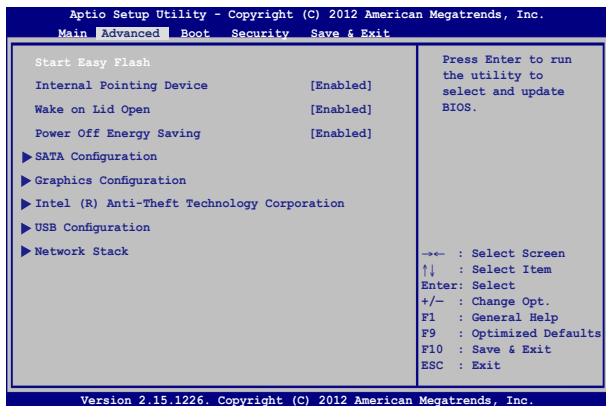 Aptio Setup Utility - Copyright (C) 2012 American Megatrends, Inc.
Main Advanced Boot Security Save & Exit
Start Easy Flash
Internal Pointing Device [Enabled]
Wake on Lid Open [Enabled]
Power Off Energy Saving [Enabled]
SATA Configuration
Graphics Configuration
Intel (R) Anti-Theft Technology Corporation
USB Configuration
Network Stack
Press Enter to run
the utility to
select and update
BIOS.
→← : Select Screen
↑↓ : Select Item
Enter: Select
+/— : Change Opt.
F1 : General Help
F9 : Optimized Defaults
F10 : Save & Exit
ESC : Exit
Version 2.15.1226. Copyright (C) 2012 American Megatrends, Inc.